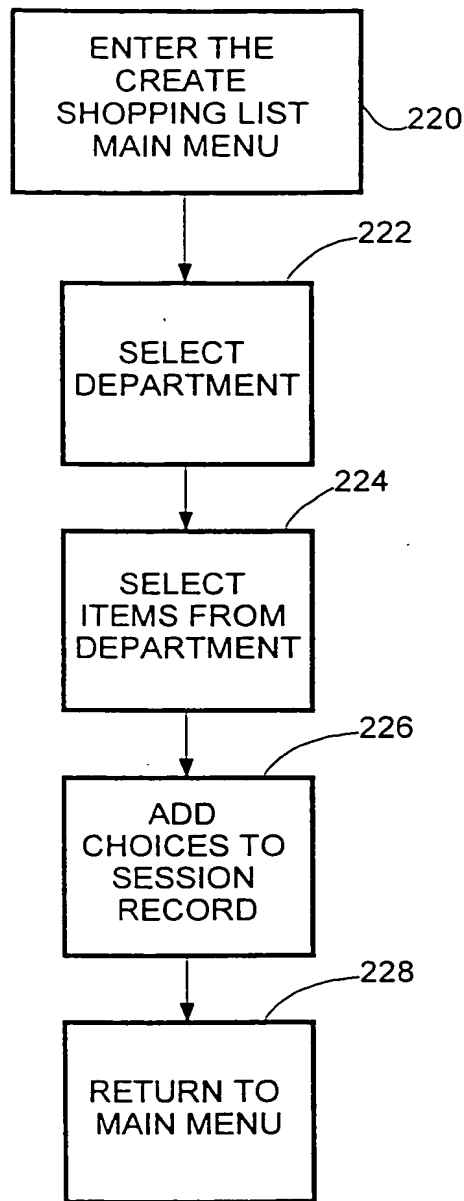 ENTER THE
CREATE
SHOPPING LIST
MAIN MENU
220
222
SELECT
DEPARTMENT
224
SELECT
ITEMS FROM
DEPARTMENT
226
ADD
CHOICES TO
SESSION
RECORD
228
RETURN TO
MAIN MENU